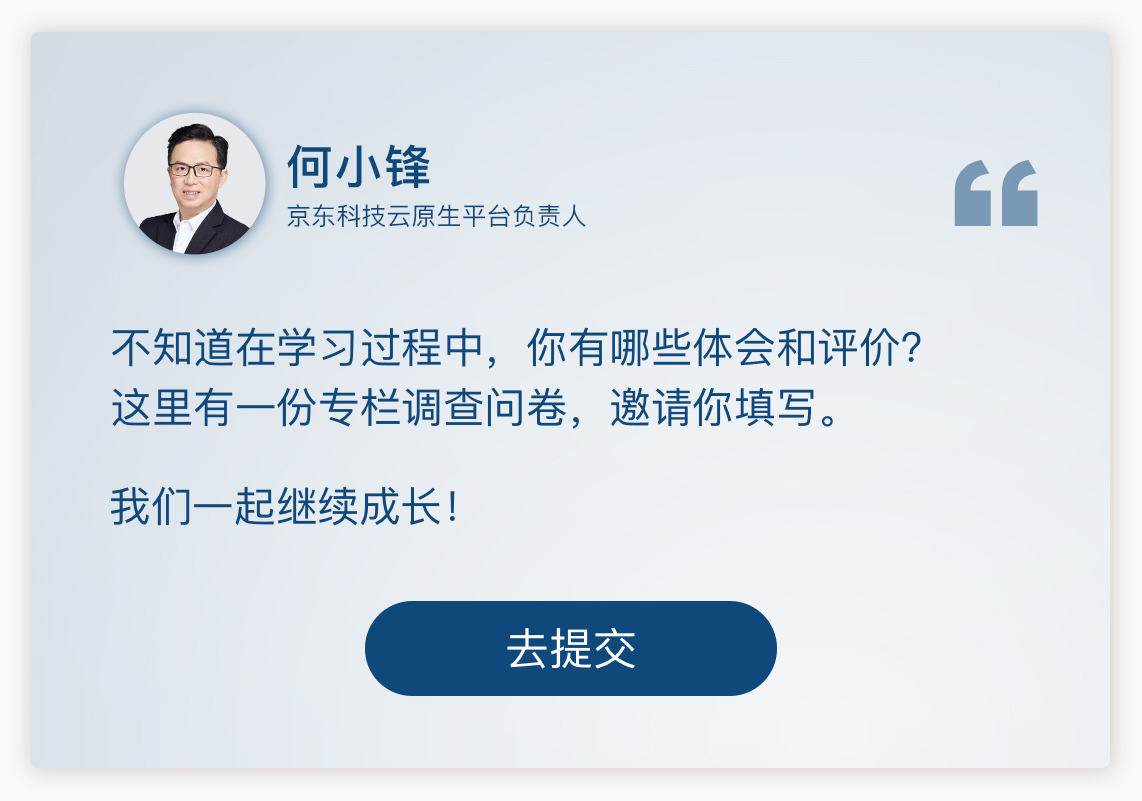 何小锋
京东科技云原生平台负责人
不知道在学习过程中，你有哪些体会和评价？
这里有一份专栏调查问卷，邀请你填写。
我们一起继续成长！
去提交